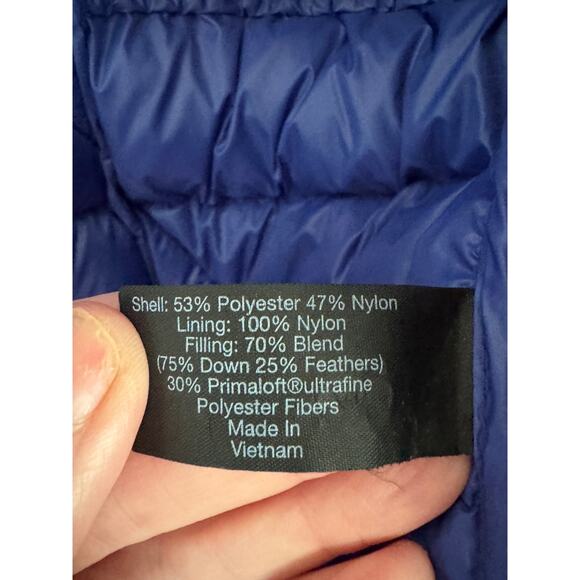 Shell: 53% Polyester 47% Nylon
Lining: 100% Nylon
Filling: 70% Blend
(75% Down 25% Feathers)
30% Primaloft®ultrafine
Polyester Fibers
Made In
Vietnam